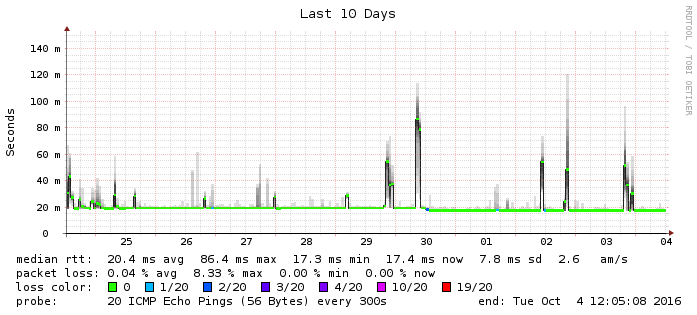 Last 10 Days
RRDTOOL / TOBI OETIKER
Seconds
140 m
120 m
100 m
80 m
60 m
40 m
20 m
0
25 26 27 28 29 30 01 02 03 04
median rtt: 20.4 ms avg 86.4 ms max 17.3 ms min 17.4 ms now 7.8 ms sd 2.6 am/s
packet loss: 0.04 % avg 8.33 % max 0.00 % min 0.00 % now
loss color: 0 1/20 2/20 3/20 4/20 10/20 19/20
probe: 20 ICMP Echo Pings (56 Bytes) every 300s end: Tue Oct 4 12:05:08 2016